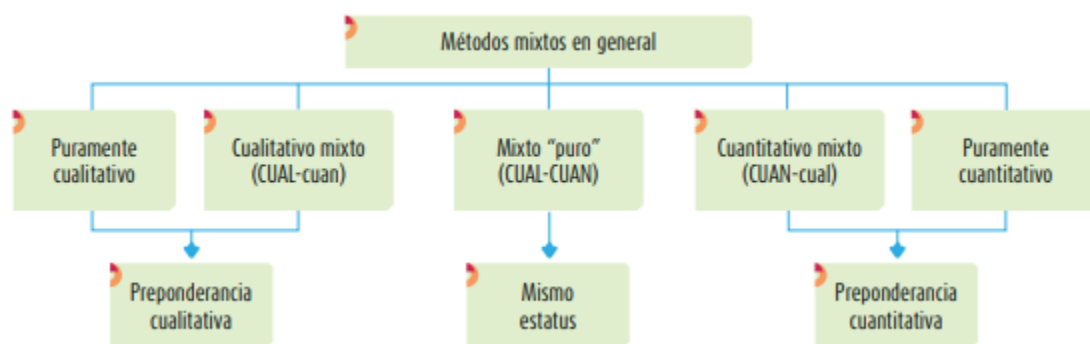 Métodos mixtos en general
Puramente
cualitativo
Cualitativo mixto
(CUAL-cuan)
Mixto “puro”
(CUAL-CUAN)
Cuantitativo mixto
(CUAN-cual)
Puramente
cuantitativo
Preponderancia
cualitativa
Mismo
estatus
Preponderancia
cuantitativa